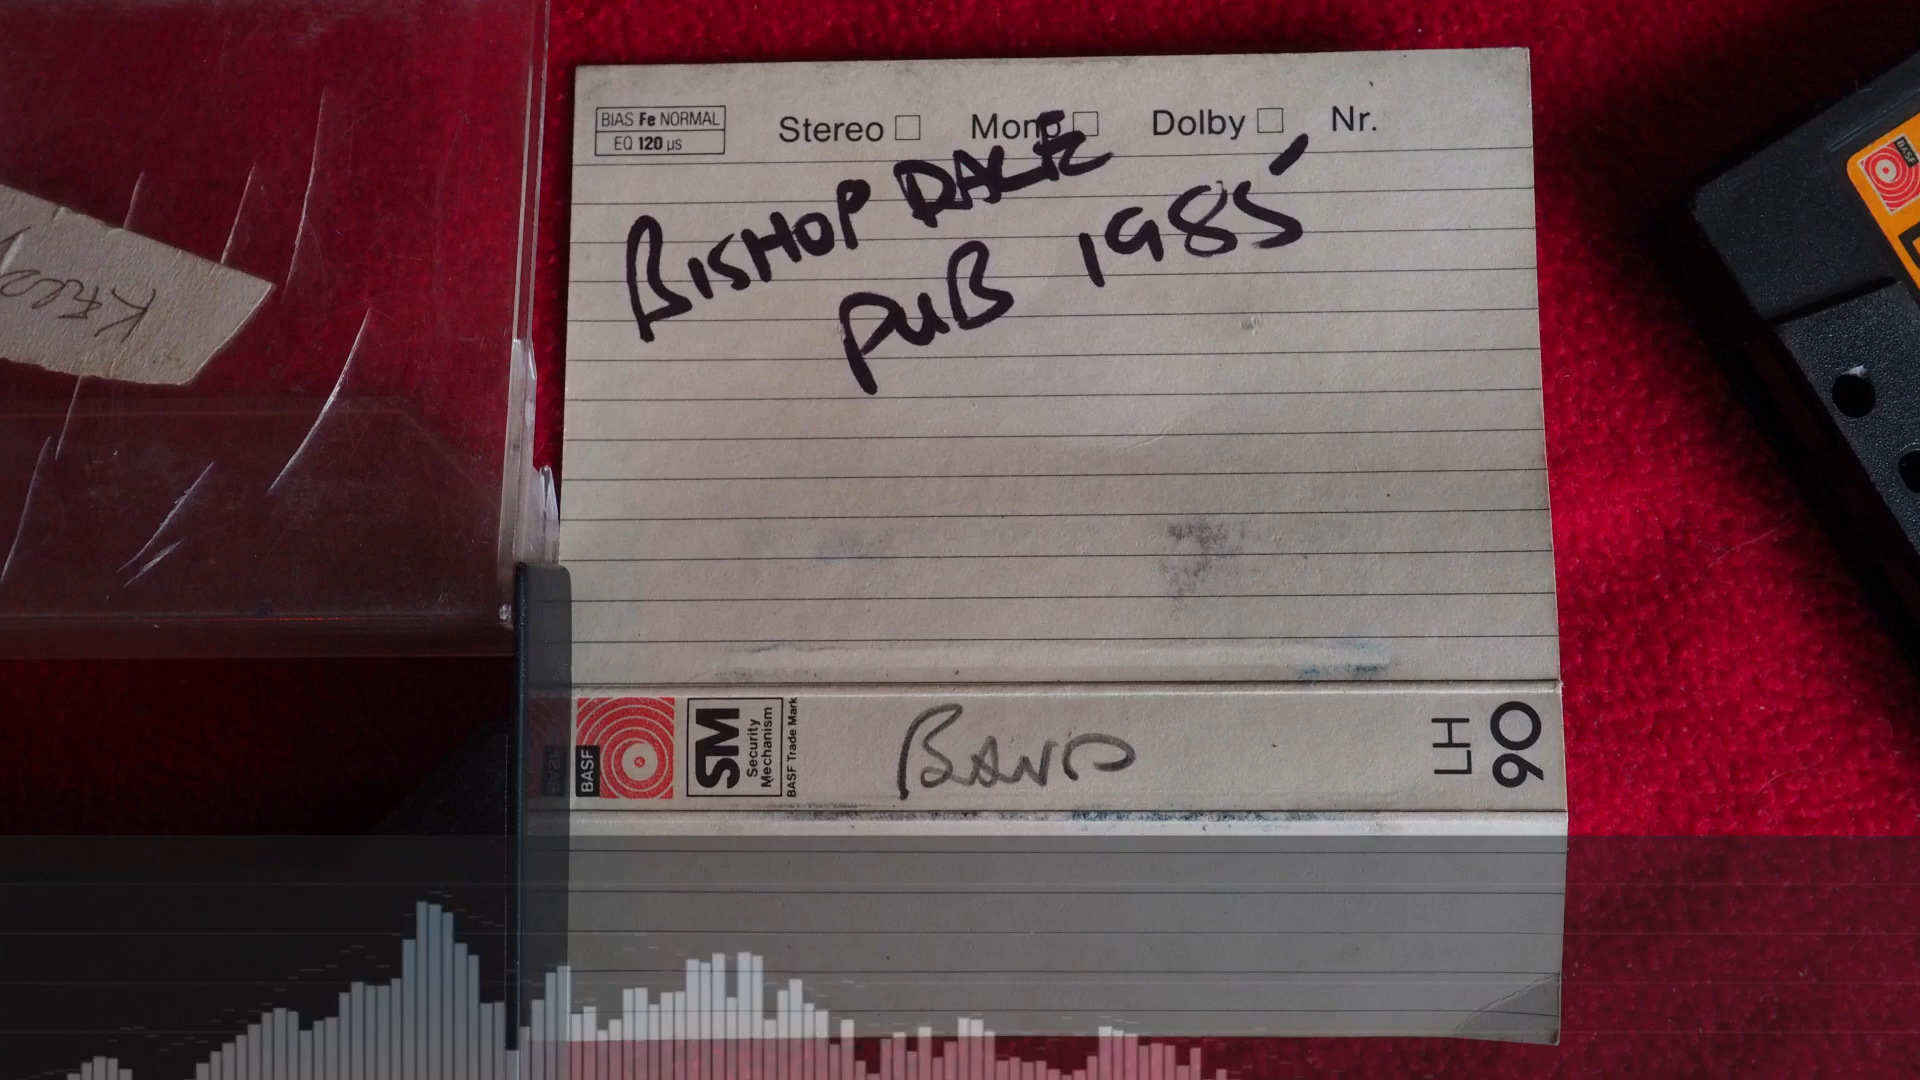 BIAS Fe NORMAL
EQ 120 µs
Stereo Mono Dolby Nr.
BISHOP DALE
PUB 1985
BASF
SM
Security
Mechanism
BASF Trade Mark
BAND
LH
90
BASF